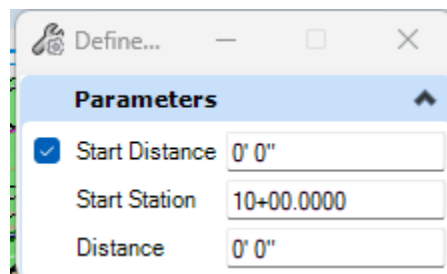 Define...
Parameters
Start Distance 0' 0"
Start Station 10+00.0000
Distance 0' 0"